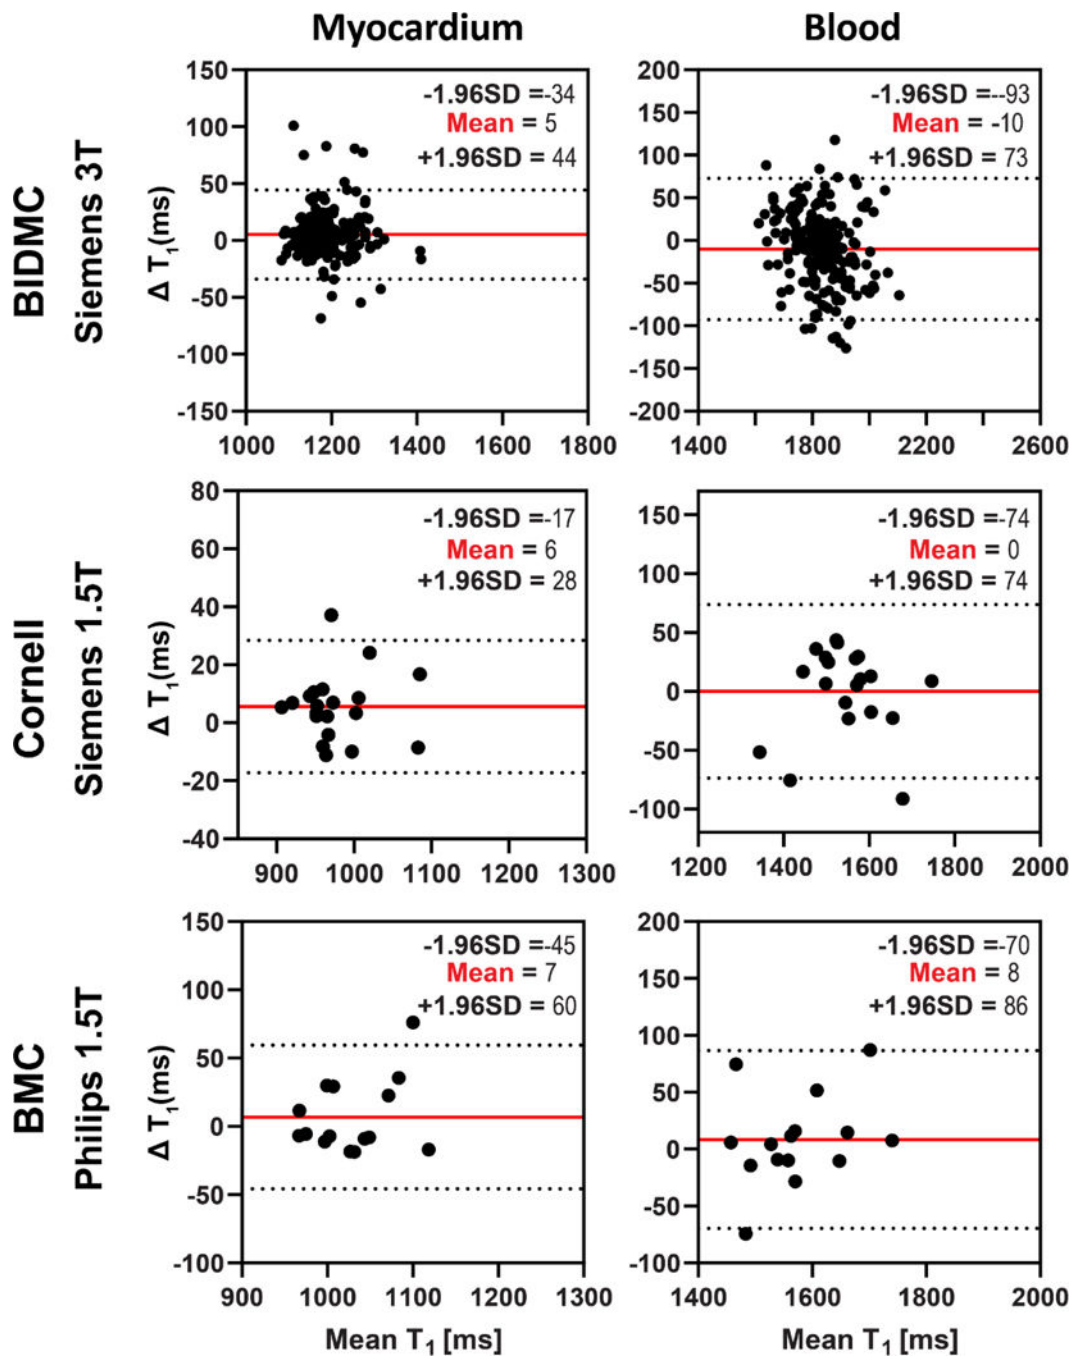 Myocardium
Blood
BIDMC
Siemens 3T
Δ T1(ms)
150
100
50
0
-50
-100
-150
-1.96SD =-34
Mean = 5
+1.96SD = 44
1000
1200
1400
1600
1800
200
150
100
50
0
-50
-100
-150
-200
-1.96SD =--93
Mean = -10
+1.96SD = 73
1400
1800
2200
2600
Cornell
Siemens 1.5T
Δ T1(ms)
80
60
40
20
0
-20
-40
-1.96SD =-17
Mean = 6
+1.96SD = 28
900
1000
1100
1200
1300
150
100
50
0
-50
-100
-1.96SD =-74
Mean = 0
+1.96SD = 74
1200
1400
1600
1800
2000
BMC
Philips 1.5T
Δ T1(ms)
150
100
50
0
-50
-100
-1.96SD =-45
Mean = 7
+1.96SD = 60
900
1000
1100
1200
1300
Mean T1 [ms]
200
150
100
50
0
-50
-100
-1.96SD =-70
Mean = 8
+1.96SD = 86
1400
1600
1800
2000
Mean T1 [ms]